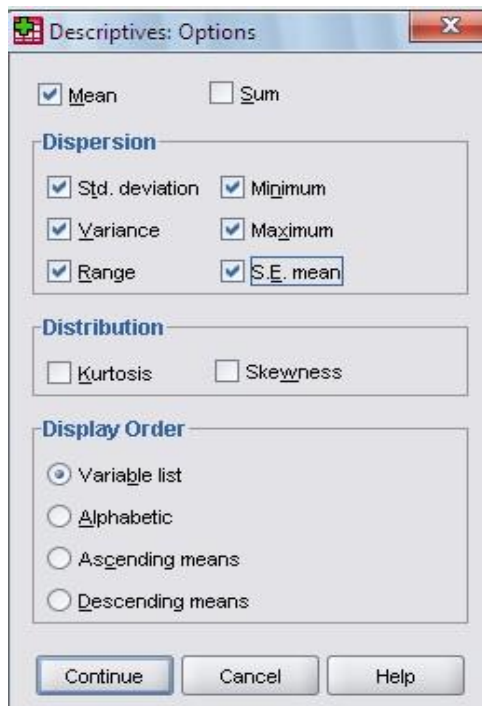 Descriptives: Options
Mean Sum
Dispersion
Std. deviation Minimum
Variance Maximum
Range S.E. mean
Distribution
Kurtosis Skewness
Display Order
Variable list
Alphabetic
Ascending means
Descending means
Continue Cancel Help